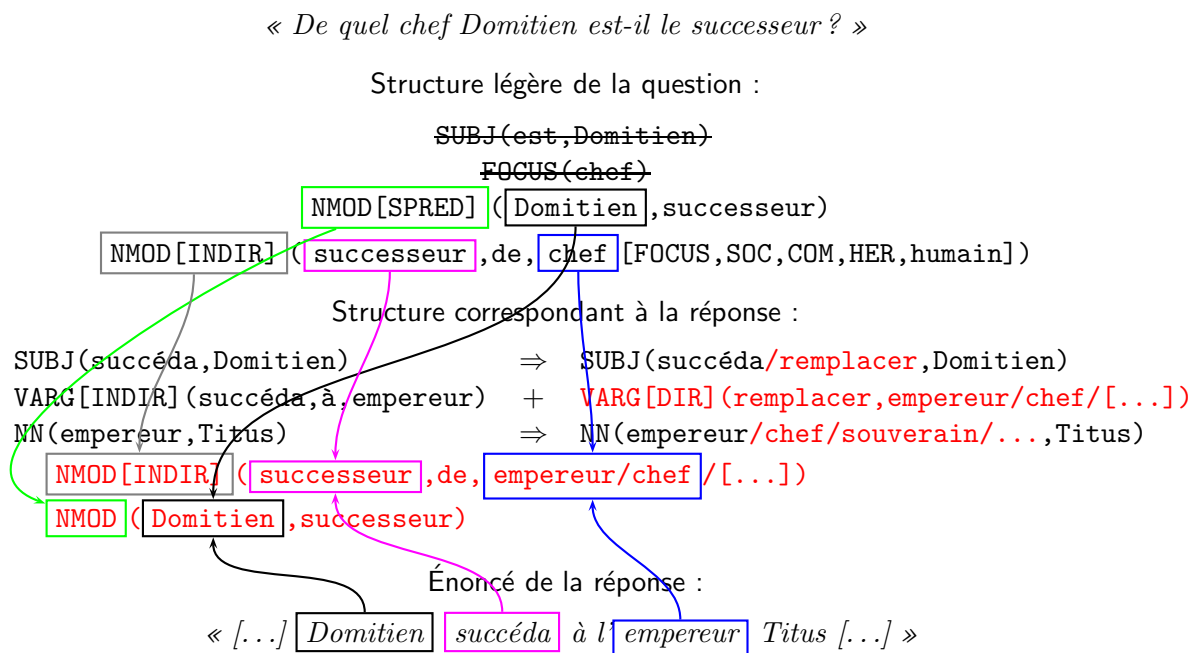 « De quel chef Domitien est-il le successeur ? »
Structure légère de la question :
SUBJ(est,Domitien)
FOCUS(chef)
NMOD[SPRED](Domitien,successeur)
NMOD[INDIR](successeur,de,chef[FOCUS,SOC,COM,HER,humain])
Structure correspondant à la réponse :
SUBJ(succéda,Domitien) ⇒ SUBJ(succéda/remplacer,Domitien)
VARG[INDIR](succéda,à,empereur) + VARG[DIR](remplacer,empereur/chef/[...])
NN(empereur,Titus) ⇒ NN(empereur/chef/souverain/...,Titus)
NMOD[INDIR](successeur,de,empereur/chef/[...])
NMOD(Domitien,successeur)
Énoncé de la réponse :
« [...] Domitien succéda à l'empereur Titus [...] »